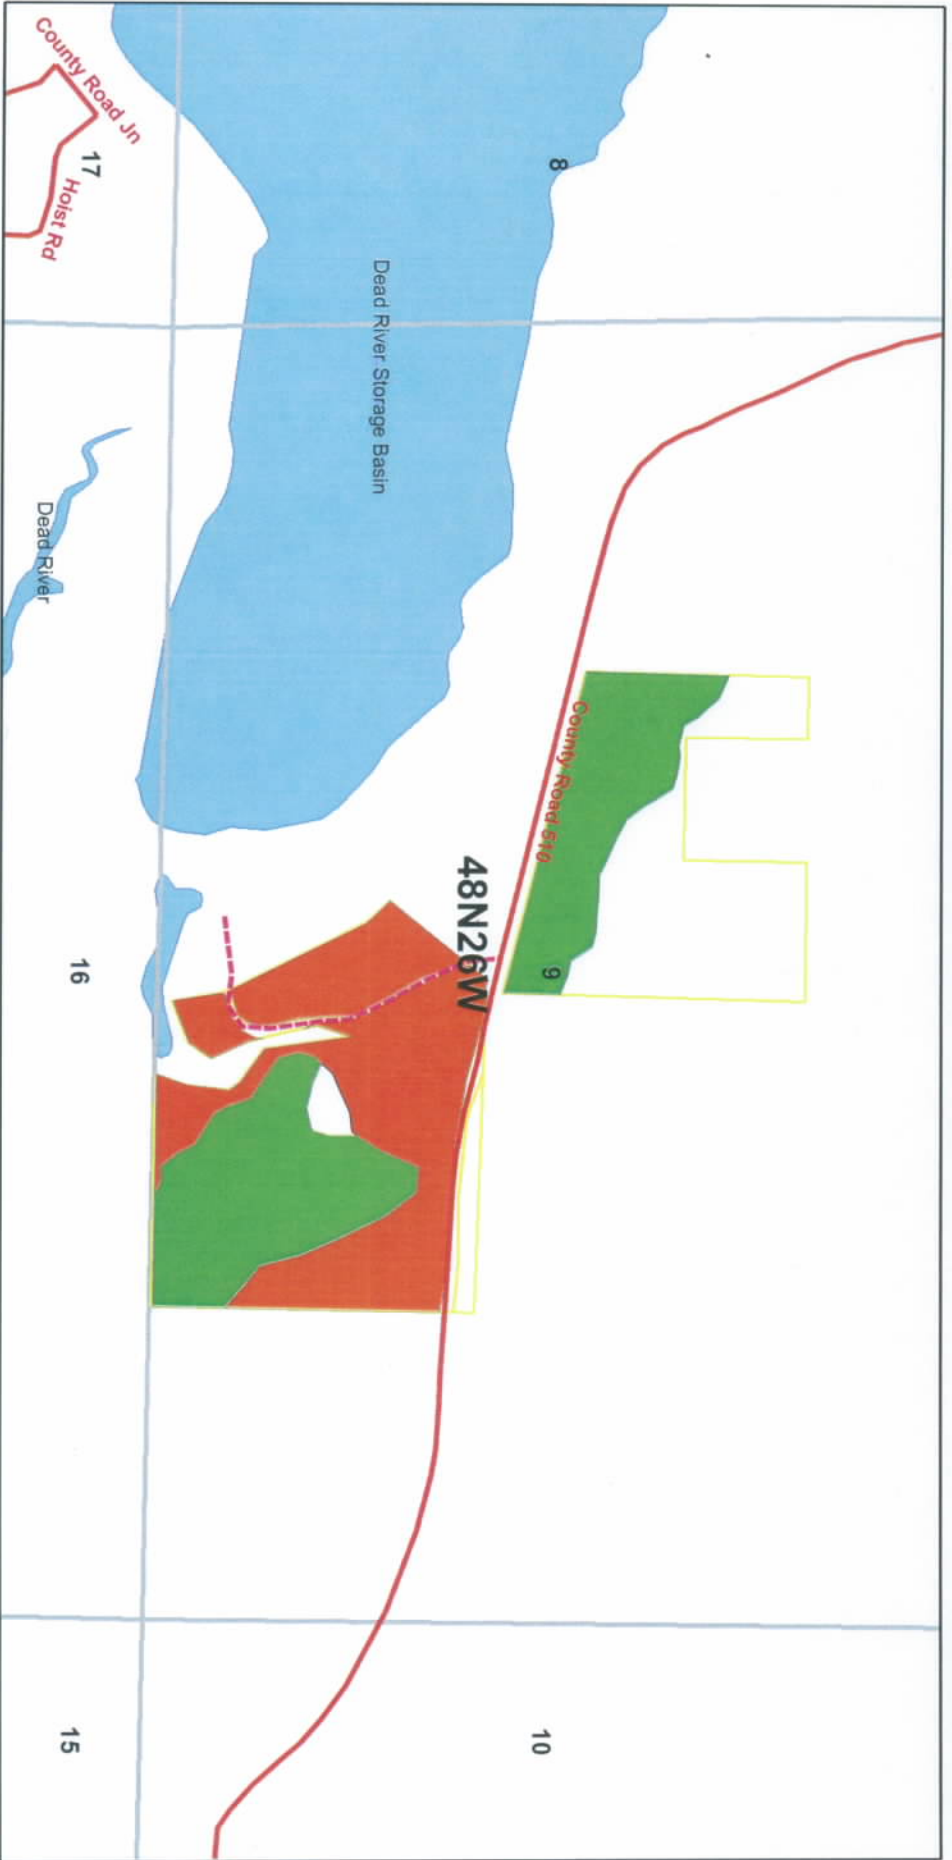 8
10
9
County Road 510
48N26W
Dead River Storage Basin
17
16
15
County Road Jn
Hoist Rd
Dead River